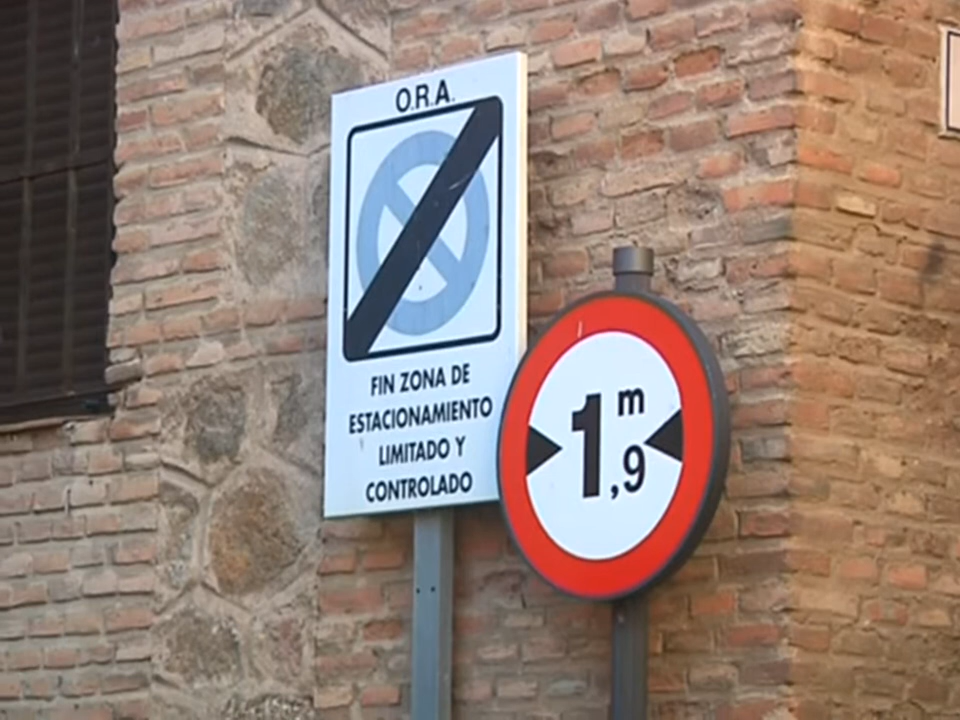 O.R.A.
FIN ZONA DE
ESTACIONAMIENTO
LIMITADO Y
CONTROLADO
1,9 m